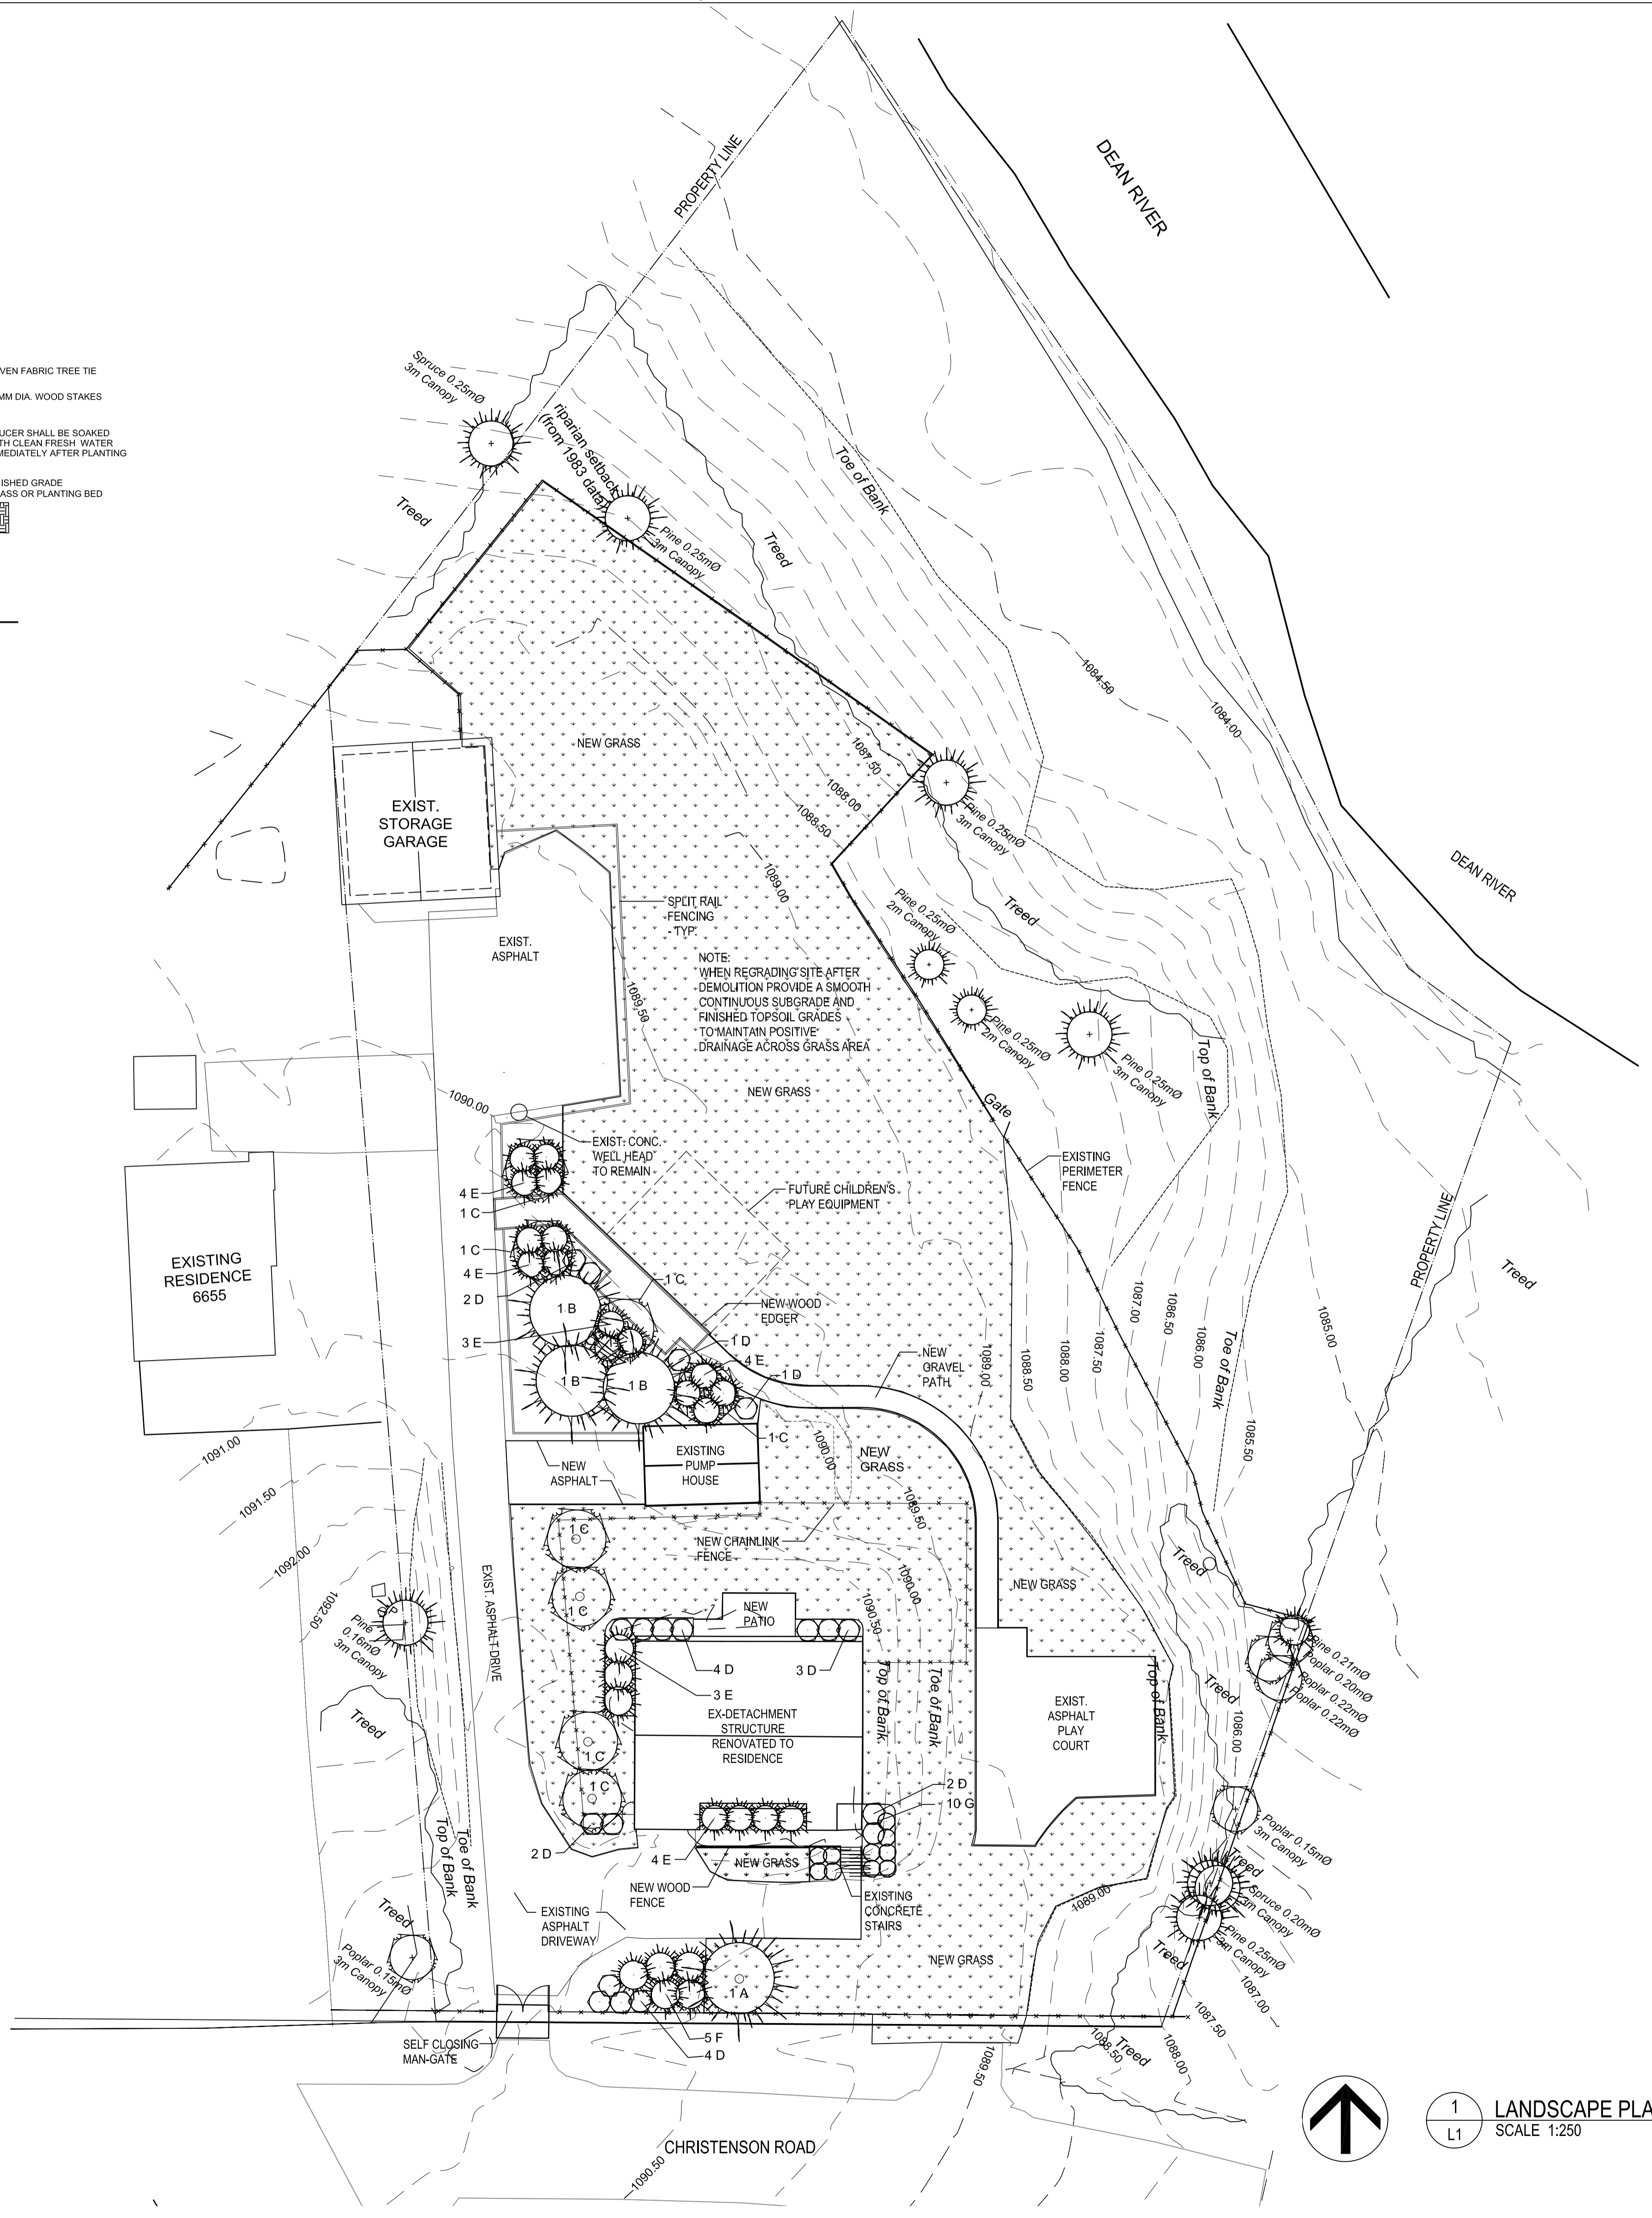 PROPERTY LINE
DEAN RIVER
VEN FABRIC TREE TIE
MM DIA. WOOD STAKES
UCER SHALL BE SOAKED
TH CLEAN FRESH WATER
MEDIATELY AFTER PLANTING
ISHED GRADE
ASS OR PLANTING BED
Spruce 0.25mØ
3m Canopy
riparian setback
(from 1983 data)
Toe of Bank
Treed
Pine 0.25mØ
3m Canopy
Treed
1084.50
1084.00
NEW GRASS
1087.50
1088.00
1088.50
EXIST.
STORAGE
GARAGE
Pine 0.25mØ
3m Canopy
DEAN RIVER
1089.00
SPLIT RAIL
FENCING
- TYP.
Pine 0.25mØ
2m Canopy
Treed
EXIST.
ASPHALT
NOTE:
WHEN REGRADING SITE AFTER
DEMOLITION PROVIDE A SMOOTH
CONTINUOUS SUBGRADE AND
FINISHED TOPSOIL GRADES
TO MAINTAIN POSITIVE
DRAINAGE ACROSS GRASS AREA
1089.50
Pine 0.25mØ
2m Canopy
Pine 0.25mØ
3m Canopy
Top of Bank
NEW GRASS
1090.00
Gate
EXIST. CONC.
WELL HEAD
TO REMAIN
EXISTING
PERIMETER
FENCE
4 E
1 C
FUTURE CHILDREN'S
PLAY EQUIPMENT
PROPERTY LINE
Treed
EXISTING
RESIDENCE
6655
1 C
4 E
2 D
1 C
1 B
NEW WOOD
EDGER
3 E
1 D
4 E
1 D
1 B
1 B
1 C
NEW
GRAVEL
PATH
1089.00
1088.50
1088.00
1087.50
1087.00
1086.50
1086.00
Toe of Bank
1085.00
1085.50
1091.00
1091.50
1092.00
1092.50
NEW
ASPHALT
EXISTING
PUMP
HOUSE
1090.00
NEW
GRASS
1089.50
NEW CHAINLINK
FENCE
1090.00
1090.50
NEW GRASS
Treed
1 C
1 C
EXIST. ASPHALT DRIVE
NEW
PATIO
Pine
0.16mØ
3m Canopy
4 D
3 D
3 E
EX-DETACHMENT
STRUCTURE
RENOVATED TO
RESIDENCE
Top of Bank
Toe of Bank
EXIST.
ASPHALT
PLAY
COURT
Top of Bank
Treed
1086.00
Pine 0.21mØ
Poplar 0.20mØ
Poplar 0.22mØ
Poplar 0.22mØ
Treed
1 C
1 C
2 D
10 G
Poplar 0.15mØ
3m Canopy
Top of Bank
Toe of Bank
2 D
4 E
NEW GRASS
NEW WOOD
FENCE
EXISTING
CONCRETE
STAIRS
1089.00
Treed
Spruce 0.20mØ
3m Canopy
Treed
EXISTING
ASPHALT
DRIVEWAY
NEW GRASS
Pine 0.25mØ
3m Canopy
Treed
Poplar 0.15mØ
3m Canopy
1 A
1087.00
1087.50
1088.00
1088.50
Treed
SELF CLOSING
MAN-GATE
5 F
4 D
1089.50
CHRISTENSON ROAD
1090.50
1
L1
LANDSCAPE PLA
SCALE 1:250